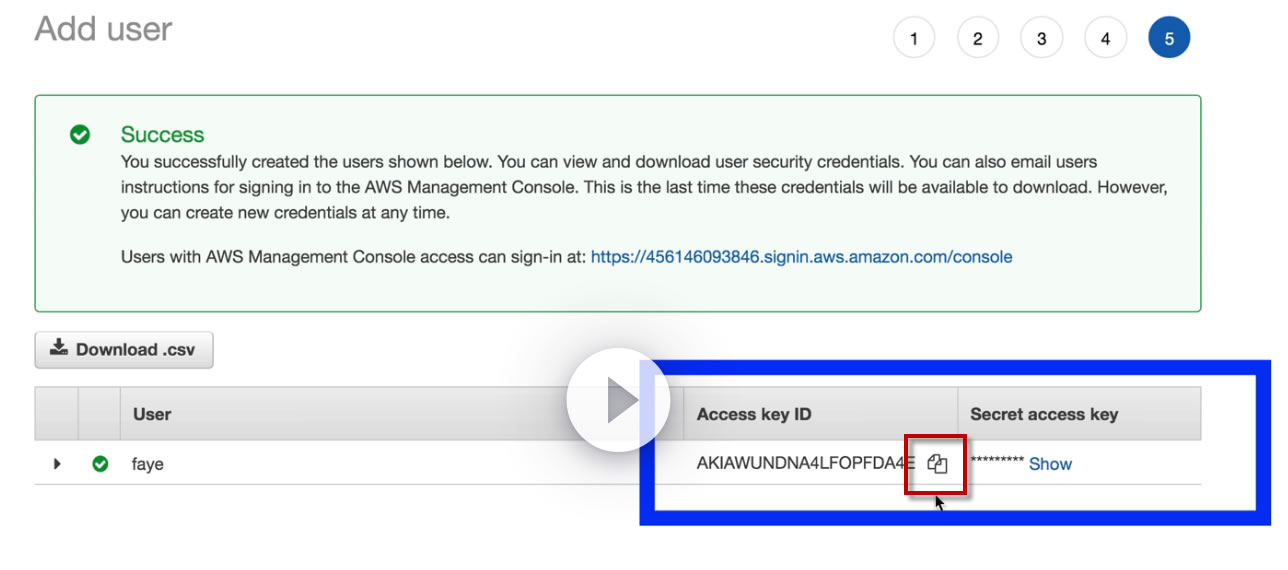 Add user
1 2 3 4 5
Success
You successfully created the users shown below. You can view and download user security credentials. You can also email users
instructions for signing in to the AWS Management Console. This is the last time these credentials will be available to download. However,
you can create new credentials at any time.
Users with AWS Management Console access can sign-in at: https://456146093846.signin.aws.amazon.com/console
Download .csv
User Access key ID Secret access key
faye AKIAWUNDNA4LFOPFDA4E ********* Show